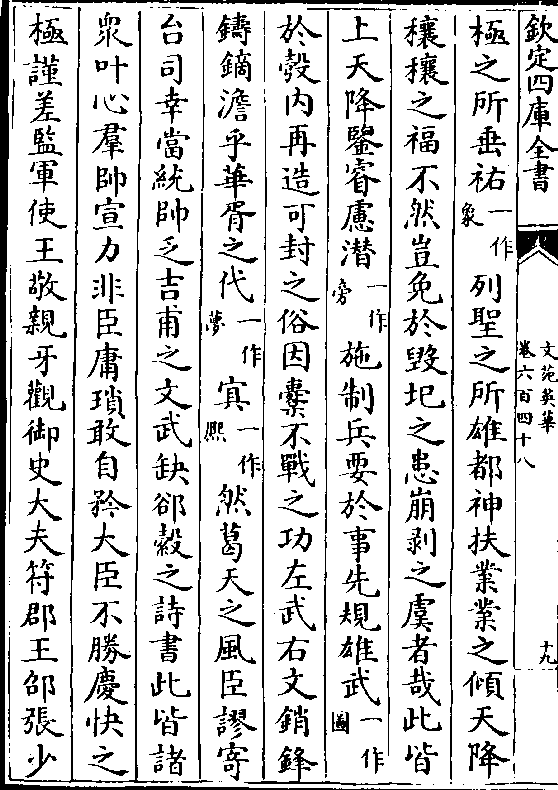 欽定四庫全書
文苑英華
卷六百四十八
十九
極之所垂祐一作象列聖之所雄都神扶業業之傾天降
穰穰之福不然豈免於毀圯之患崩剥之虞者哉此皆
上天降鑒睿慮潜一作旁施制兵要於事先規雄武一作圖
於彀内再造可封之俗因櫜不戰之功左武右文銷鋒
鑄鏑澹乎華胥之代一作夢寘一作熙然葛天之風臣謬寄
台司幸當統帥乏吉甫之文武缺郤縠之詩書此皆諸
衆叶心羣帥宣力非臣庸瑣敢自矜大臣不勝慶快之
極謹差監軍使王敬親牙觀御史大夫符郡王邵張少